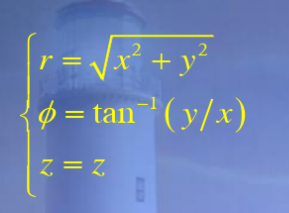 r = √(x² + y²)
ϕ = tan⁻¹(y/x)
z = z